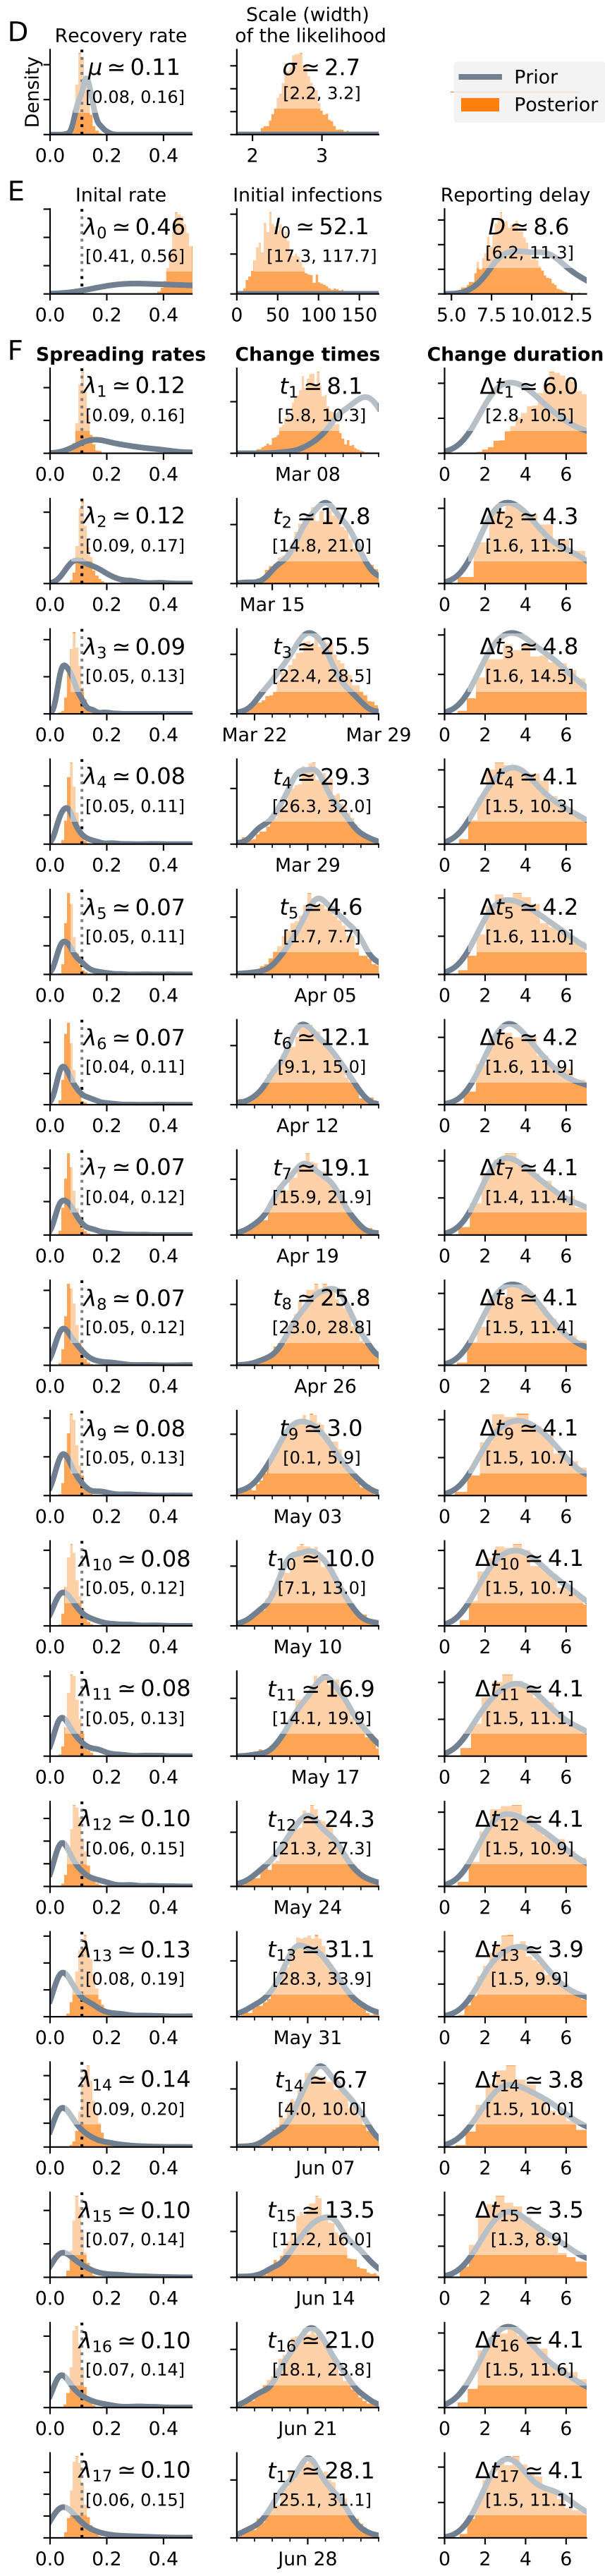 D
Recovery rate
Scale (width)
of the likelihood
Density
μ ≃ 0.11
[0.08, 0.16]
0.0 0.2 0.4
σ ≃ 2.7
[2.2, 3.2]
2 3
Prior
Posterior
E
Inital rate
λ0 ≃ 0.46
[0.41, 0.56]
0.0 0.2 0.4
Initial infections
I0 ≃ 52.1
[17.3, 117.7]
0 50 100 150
Reporting delay
D ≃ 8.6
[6.2, 11.3]
5.0 7.5 10.0 12.5
F
Spreading rates
Change times
Change duration
λ1 ≃ 0.12
[0.09, 0.16]
0.0 0.2 0.4
t1 ≃ 8.1
[5.8, 10.3]
Mar 08
Δt1 ≃ 6.0
[2.8, 10.5]
0 2 4 6
λ2 ≃ 0.12
[0.09, 0.17]
0.0 0.2 0.4
t2 ≃ 17.8
[14.8, 21.0]
Mar 15
Δt2 ≃ 4.3
[1.6, 11.5]
0 2 4 6
λ3 ≃ 0.09
[0.05, 0.13]
0.0 0.2 0.4
t3 ≃ 25.5
[22.4, 28.5]
Mar 22 Mar 29
Δt3 ≃ 4.8
[1.6, 14.5]
0 2 4 6
λ4 ≃ 0.08
[0.05, 0.11]
0.0 0.2 0.4
t4 ≃ 29.3
[26.3, 32.0]
Mar 29
Δt4 ≃ 4.1
[1.5, 10.3]
0 2 4 6
λ5 ≃ 0.07
[0.05, 0.11]
0.0 0.2 0.4
t5 ≃ 4.6
[1.7, 7.7]
Apr 05
Δt5 ≃ 4.2
[1.6, 11.0]
0 2 4 6
λ6 ≃ 0.07
[0.04, 0.11]
0.0 0.2 0.4
t6 ≃ 12.1
[9.1, 15.0]
Apr 12
Δt6 ≃ 4.2
[1.6, 11.9]
0 2 4 6
λ7 ≃ 0.07
[0.04, 0.12]
0.0 0.2 0.4
t7 ≃ 19.1
[15.9, 21.9]
Apr 19
Δt7 ≃ 4.1
[1.4, 11.4]
0 2 4 6
λ8 ≃ 0.07
[0.05, 0.12]
0.0 0.2 0.4
t8 ≃ 25.8
[23.0, 28.8]
Apr 26
Δt8 ≃ 4.1
[1.5, 11.4]
0 2 4 6
λ9 ≃ 0.08
[0.05, 0.13]
0.0 0.2 0.4
t9 ≃ 3.0
[0.1, 5.9]
May 03
Δt9 ≃ 4.1
[1.5, 10.7]
0 2 4 6
λ10 ≃ 0.08
[0.05, 0.12]
0.0 0.2 0.4
t10 ≃ 10.0
[7.1, 13.0]
May 10
Δt10 ≃ 4.1
[1.5, 10.7]
0 2 4 6
λ11 ≃ 0.08
[0.05, 0.13]
0.0 0.2 0.4
t11 ≃ 16.9
[14.1, 19.9]
May 17
Δt11 ≃ 4.1
[1.5, 11.1]
0 2 4 6
λ12 ≃ 0.10
[0.06, 0.15]
0.0 0.2 0.4
t12 ≃ 24.3
[21.3, 27.3]
May 24
Δt12 ≃ 4.1
[1.5, 10.9]
0 2 4 6
λ13 ≃ 0.13
[0.08, 0.19]
0.0 0.2 0.4
t13 ≃ 31.1
[28.3, 33.9]
May 31
Δt13 ≃ 3.9
[1.5, 9.9]
0 2 4 6
λ14 ≃ 0.14
[0.09, 0.20]
0.0 0.2 0.4
t14 ≃ 6.7
[4.0, 10.0]
Jun 07
Δt14 ≃ 3.8
[1.5, 10.0]
0 2 4 6
λ15 ≃ 0.10
[0.07, 0.14]
0.0 0.2 0.4
t15 ≃ 13.5
[11.2, 16.0]
Jun 14
Δt15 ≃ 3.5
[1.3, 8.9]
0 2 4 6
λ16 ≃ 0.10
[0.07, 0.14]
0.0 0.2 0.4
t16 ≃ 21.0
[18.1, 23.8]
Jun 21
Δt16 ≃ 4.1
[1.5, 11.6]
0 2 4 6
λ17 ≃ 0.10
[0.06, 0.15]
0.0 0.2 0.4
t17 ≃ 28.1
[25.1, 31.1]
Jun 28
Δt17 ≃ 4.1
[1.5, 11.1]
0 2 4 6